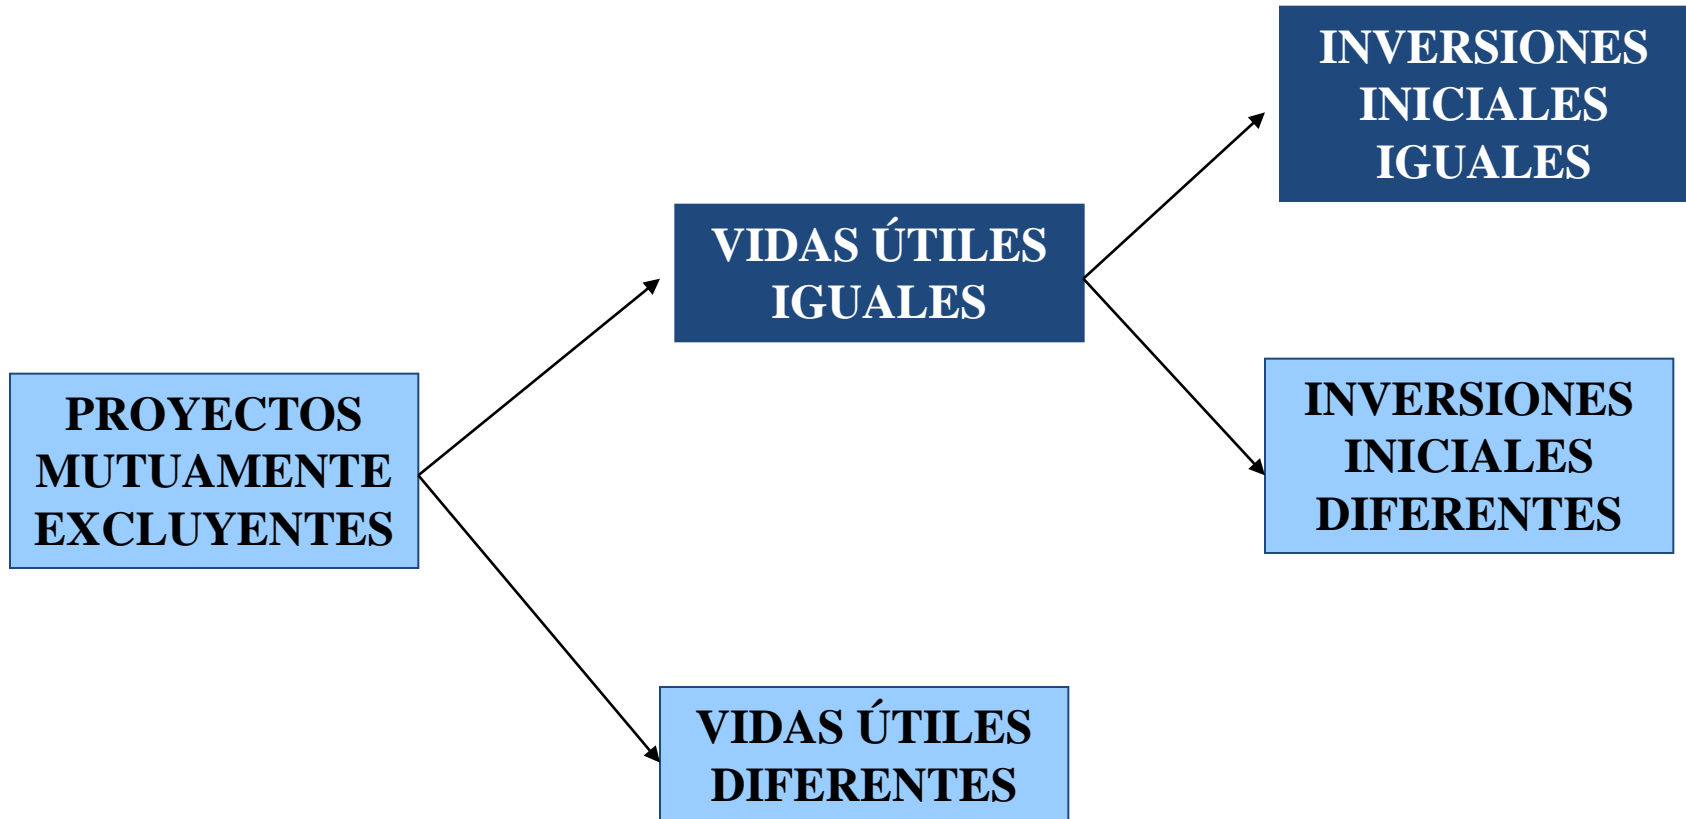 INVERSIONES
INICIALES
IGUALES
VIDAS ÚTILES
IGUALES
PROYECTOS
MUTUAMENTE
EXCLUYENTES
INVERSIONES
INICIALES
DIFERENTES
VIDAS ÚTILES
DIFERENTES